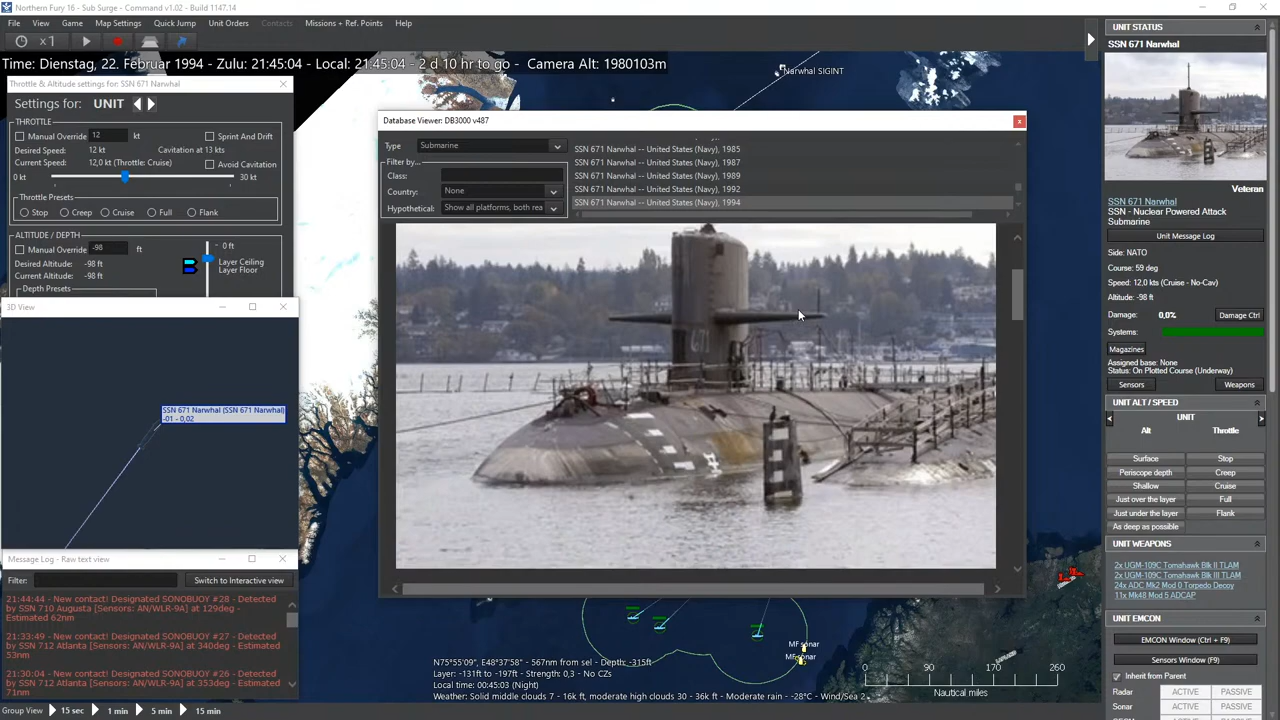 Northern Fury 16 - Sub Surge - Command v1.02 - Build 1147.14
File View Game Map Settings Quick Jump Unit Orders Contacts Missions + Ref. Points Help
x1
Time: Dienstag, 22. Februar 1994 - Zulu: 21:45:04 - Local: 21:45:04 - 2 d 10 hr to go - Camera Alt: 1980103m
Narwhal SIGINT
Throttle & Altitude settings for: SSN 671 Narwhal
Settings for: UNIT
THROTTLE
Manual Override 12 kt
Sprint And Drift
Desired Speed: 12 kt
Cavitation at 13 kts
Current Speed: 12,0 kt (Throttle: Cruise)
Avoid Cavitation
0 kt 30 kt
Throttle Presets
Stop Creep Cruise Full Flank
ALTITUDE / DEPTH
Manual Override -98 ft
0 ft
Desired Altitude: -98 ft
Layer Ceiling
Current Altitude: -98 ft
Layer Floor
Depth Presets
3D View
SSN 671 Narwhal (SSN 671 Narwhal)
-01 - 0,02
Message Log - Raw text view
Filter:
Switch to Interactive view
21:44:44 - New contact! Designated SONOBUOY #28 - Detected
by SSN 710 Augusta [Sensors: AN/WLR-9A] at 129deg -
Estimated 62nm
21:33:49 - New contact! Designated SONOBUOY #27 - Detected
by SSN 712 Atlanta [Sensors: AN/WLR-9A] at 340deg -
Estimated 53nm
21:30:04 - New contact! Designated SONOBUOY #26 - Detected
by SSN 712 Atlanta [Sensors: AN/WLR-9A] at 353deg - Estimated
71nm
Group View 15 sec 1 min 5 min 15 min
Database Viewer: DB3000 v487
Type Submarine
Filter by...
Class:
Country: None
Hypothetical: Show all platforms, both rea
SSN 671 Narwhal -- United States (Navy), 1985
SSN 671 Narwhal -- United States (Navy), 1987
SSN 671 Narwhal -- United States (Navy), 1989
SSN 671 Narwhal -- United States (Navy), 1992
SSN 671 Narwhal -- United States (Navy), 1994
MF sonar
MF sonar
N75°55'09", E48°37'58" - 567nm from sel - Depth: -315ft
Layer: -131ft to -197ft - Strength: 0,3 - No CZs
Local time: 00:45:03 (Night)
Weather: Solid middle clouds 7 - 16k ft, moderate high clouds 30 - 36k ft - Moderate rain - -28°C - Wind/Sea 2
0 90 170 260
Nautical miles
UNIT STATUS
SSN 671 Narwhal
Veteran
SSN 671 Narwhal
SSN - Nuclear Powered Attack
Submarine
Unit Message Log
Side: NATO
Course: 59 deg
Speed: 12.0 kts (Cruise - No-Cav)
Altitude: -98 ft
Damage: 0,0% Damage Ctrl
Systems:
Magazines
Assigned base: None
Status: On Plotted Course (Underway)
Sensors Weapons
UNIT ALT / SPEED
UNIT
Alt Throttle
Surface Stop
Periscope depth Creep
Shallow Cruise
Just over the layer Full
Just under the layer Flank
As deep as possible
UNIT WEAPONS
2x UGM-109C Tomahawk Blk II TLAM
2x UGM-109C Tomahawk Blk III TLAM
24x ADC Mk2 Mod 0 Torpedo Decoy
11x Mk48 Mod 5 ADCAP
UNIT EMCON
EMCON Window (Ctrl + F9)
Sensors Window (F9)
Inherit from Parent
Radar ACTIVE PASSIVE
Sonar ACTIVE PASSIVE